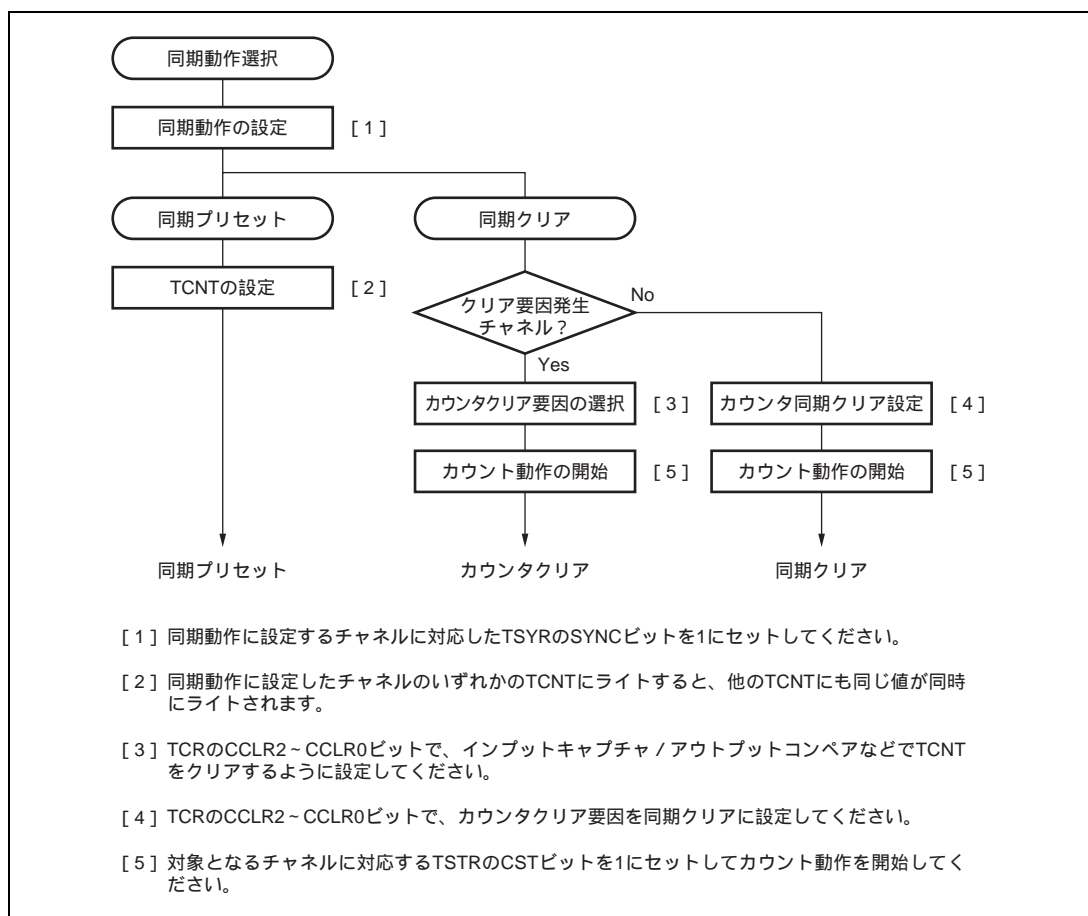 同期動作選択
同期動作の設定 [ 1 ]
同期プリセット 同期クリア
TCNTの設定 [ 2 ]
クリア要因発生
チャネル？
No
Yes
カウンタクリア要因の選択 [ 3 ] カウンタ同期クリア設定 [ 4 ]
カウント動作の開始 [ 5 ] カウント動作の開始 [ 5 ]
同期プリセット カウンタクリア 同期クリア
[ 1 ] 同期動作に設定するチャネルに対応したTSYRのSYNCビットを1にセットしてください。
[ 2 ] 同期動作に設定したチャネルのいずれかのTCNTにライトすると、他のTCNTにも同じ値が同時
にライトされます。
[ 3 ] TCRのCCLR2～CCLR0ビットで、インプットキャプチャ / アウトプットコンペアなどでTCNT
をクリアするように設定してください。
[ 4 ] TCRのCCLR2～CCLR0ビットで、カウンタクリア要因を同期クリアに設定してください。
[ 5 ] 対象となるチャネルに対応するTSTRのCSTビットを1にセットしてカウント動作を開始してく
ださい。